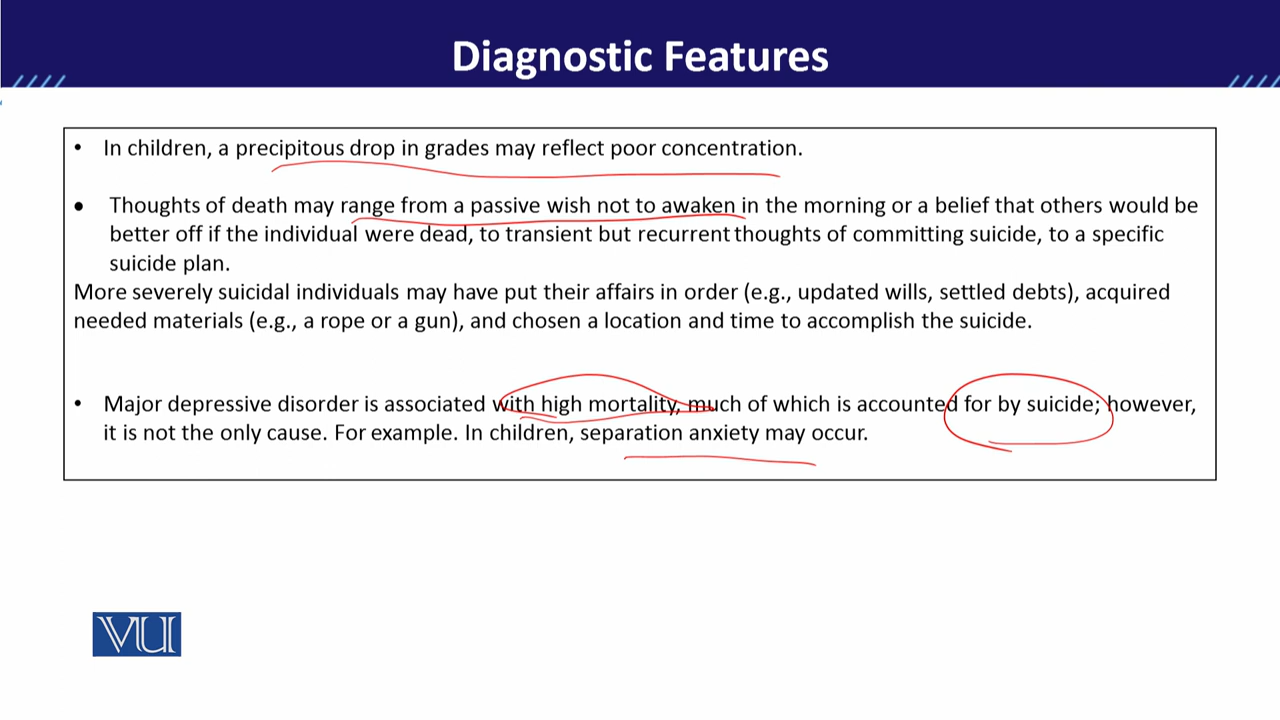 Diagnostic Features
• In children, a precipitous drop in grades may reflect poor concentration.
• Thoughts of death may range from a passive wish not to awaken in the morning or a belief that others would be
better off if the individual were dead, to transient but recurrent thoughts of committing suicide, to a specific
suicide plan.
More severely suicidal individuals may have put their affairs in order (e.g., updated wills, settled debts), acquired
needed materials (e.g., a rope or a gun), and chosen a location and time to accomplish the suicide.
• Major depressive disorder is associated with high mortality, much of which is accounted for by suicide; however,
it is not the only cause. For example. In children, separation anxiety may occur.
VU